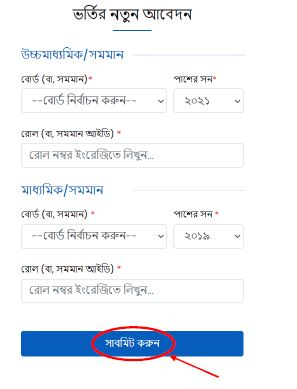 ভর্তির নতুন আবেদন
উচ্চমাধ্যমিক/সমমান
বোর্ড (বা, সমমান)* পাশের সন*
--বোর্ড নির্বাচন করুন-- ২০২১
রোল (বা, সমমান আইডি) *
রোল নম্বর ইংরেজিতে লিখুন...
মাধ্যমিক/সমমান
বোর্ড (বা, সমমান) * পাশের সন *
--বোর্ড নির্বাচন করুন-- ২০১৯
রোল (বা, সমমান আইডি) *
রোল নম্বর ইংরেজিতে লিখুন...
সাবমিট করুন